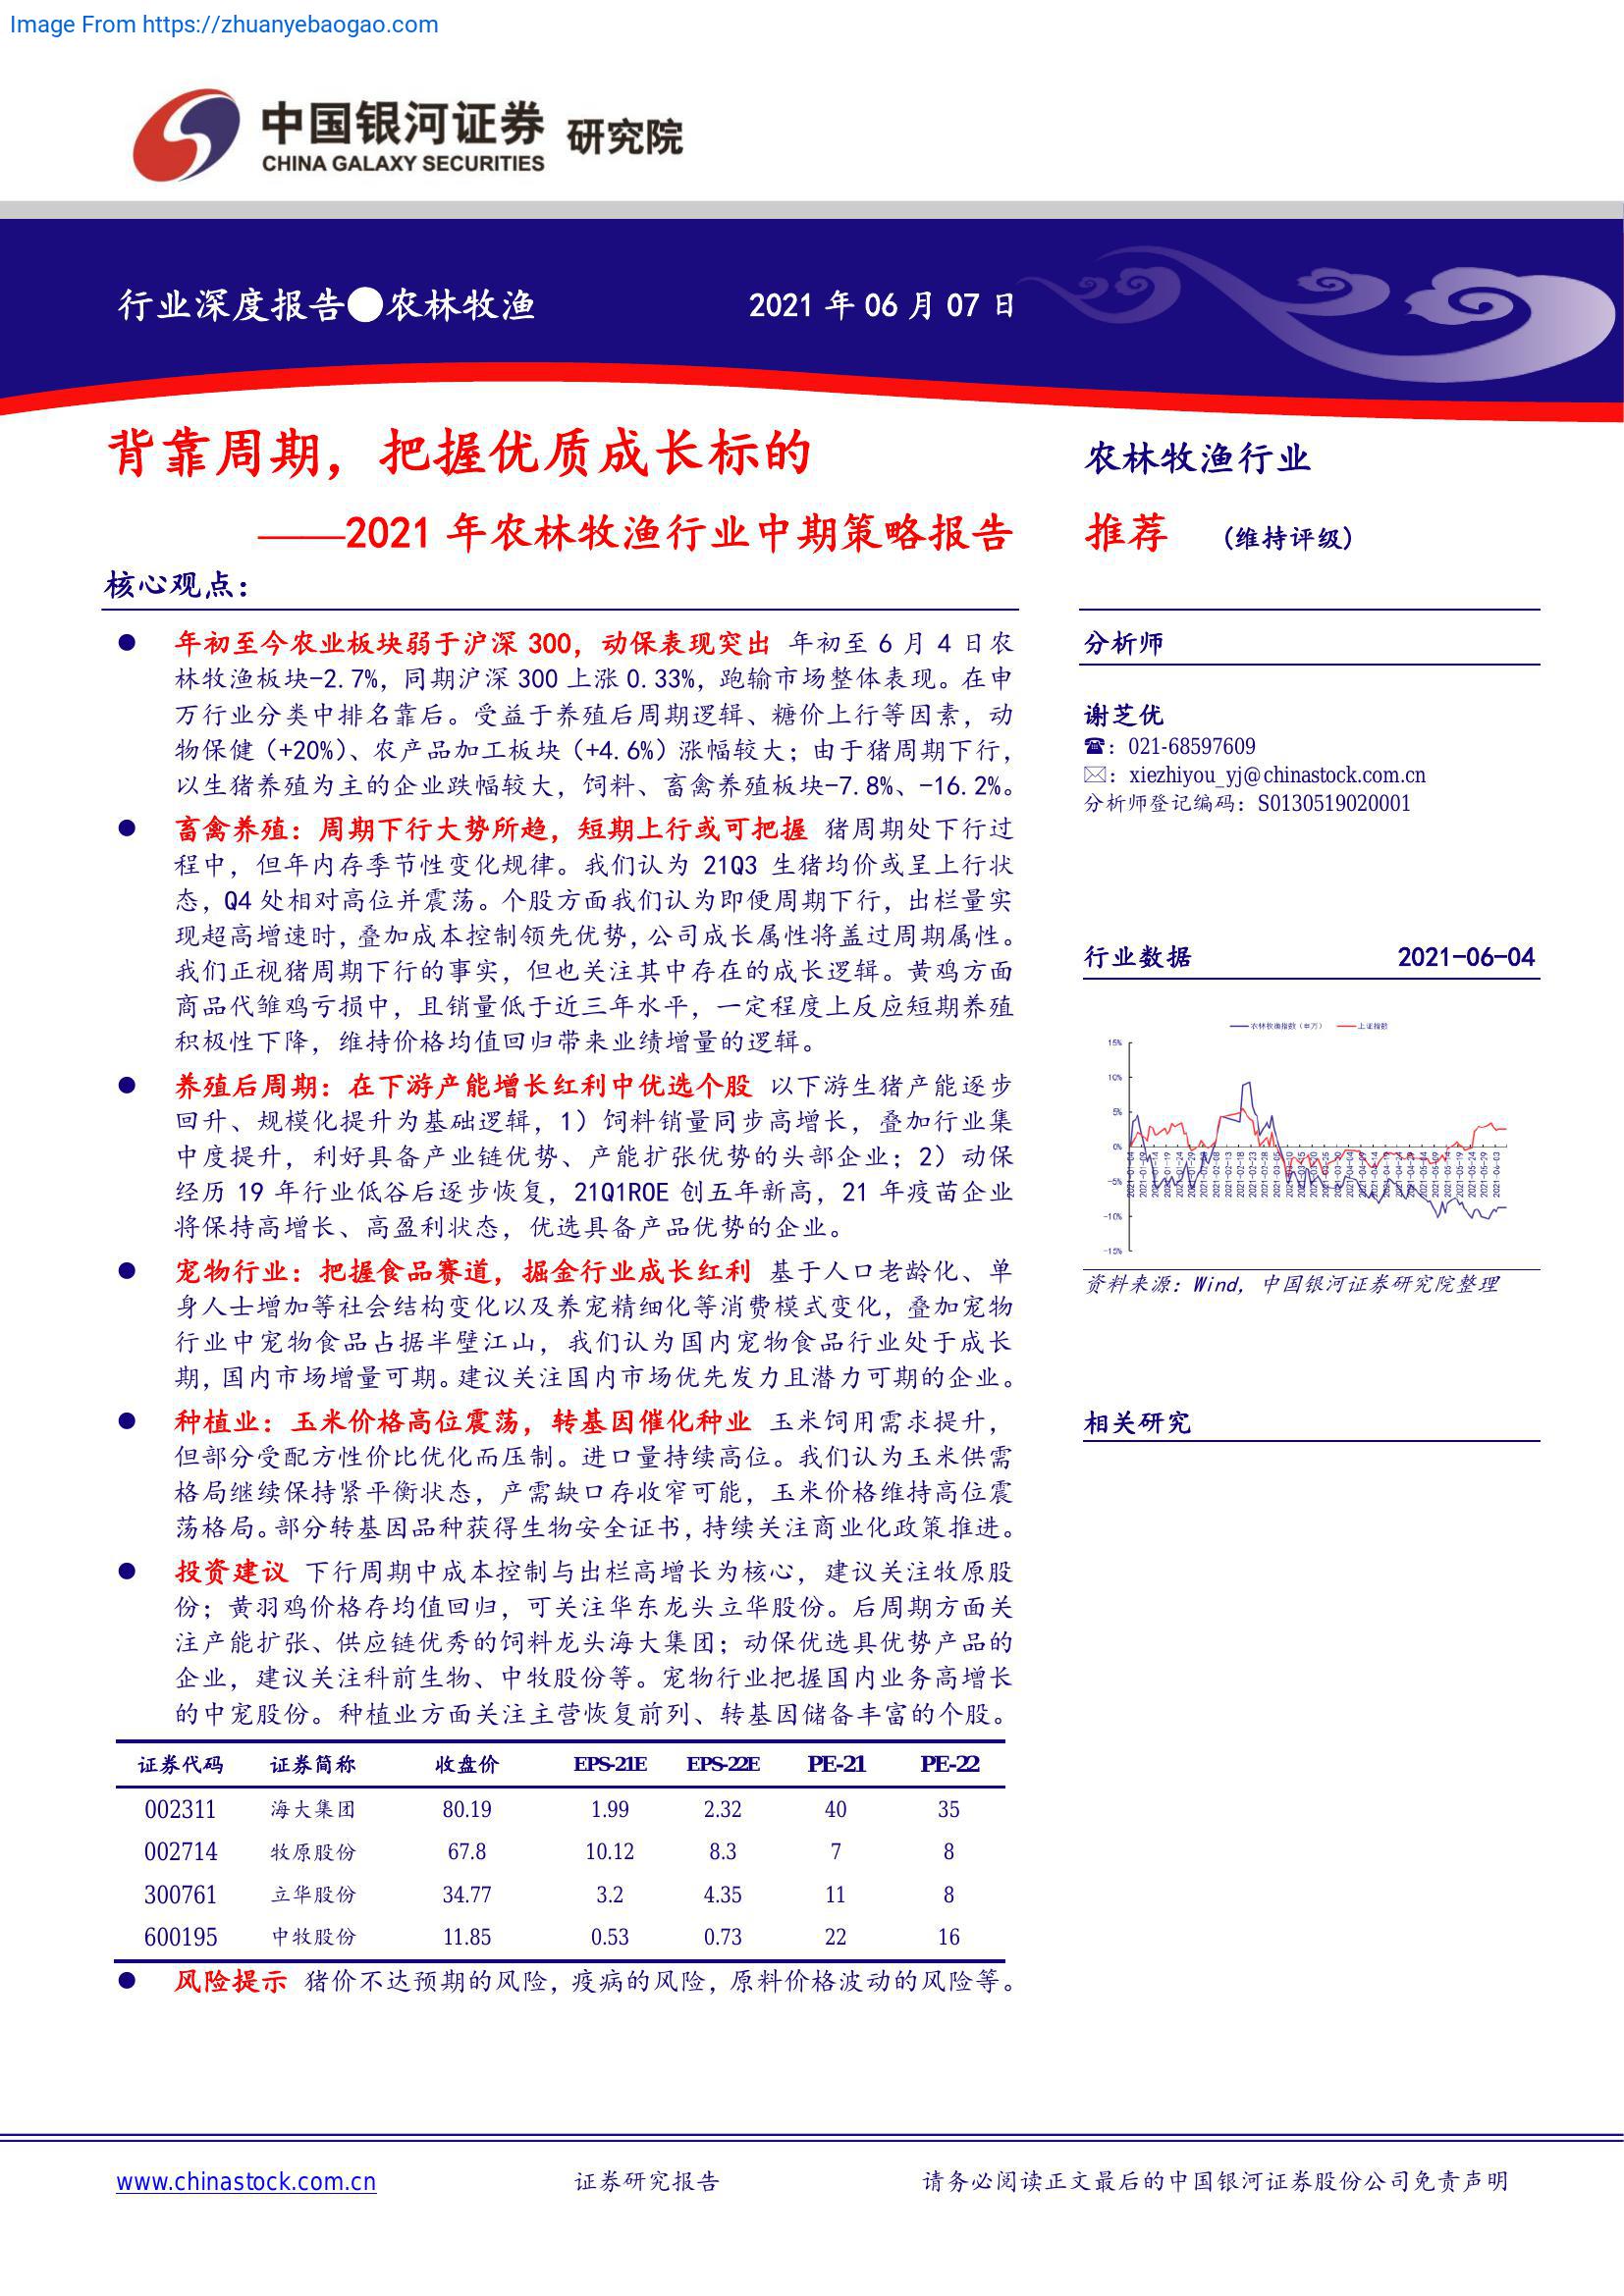 Image From https://zhuanyebaogao.com
中国银河证券 研究院
CHINA GALAXY SECURITIES
行业深度报告●农林牧渔 2021 年 06 月 07 日
背靠周期，把握优质成长标的
——2021 年农林牧渔行业中期策略报告
核心观点：
● 年初至今农业板块弱于沪深 300，动保表现突出 年初至 6 月 4 日农
林牧渔板块-2.7%，同期沪深 300 上涨 0.33%，跑输市场整体表现。在申
万行业分类中排名靠后。受益于养殖后周期逻辑、糖价上行等因素，动
物保健（+20%）、农产品加工板块（+4.6%）涨幅较大；由于猪周期下行，
以生猪养殖为主的企业跌幅较大，饲料、畜禽养殖板块-7.8%、-16.2%。
● 畜禽养殖：周期下行大势所趋，短期上行或可把握 猪周期处下行过
程中，但年内存季节性变化规律。我们认为 21Q3 生猪均价或呈上行状
态，Q4 处相对高位并震荡。个股方面我们认为即便周期下行，出栏量实
现超高增速时，叠加成本控制领先优势，公司成长属性将盖过周期属性。
我们正视猪周期下行的事实，但也关注其中存在的成长逻辑。黄鸡方面
商品代雏鸡亏损中，且销量低于近三年水平，一定程度上反应短期养殖
积极性下降，维持价格均值回归带来业绩增量的逻辑。
● 养殖后周期：在下游产能增长红利中优选个股 以下游生猪产能逐步
回升、规模化提升为基础逻辑，1）饲料销量同步高增长，叠加行业集
中度提升，利好具备产业链优势、产能扩张优势的头部企业；2）动保
经历 19 年行业低谷后逐步恢复，21Q1ROE 创五年新高，21 年疫苗企业
将保持高增长、高盈利状态，优选具备产品优势的企业。
● 宠物行业：把握食品赛道，掘金行业成长红利 基于人口老龄化、单
身人士增加等社会结构变化以及养宠精细化等消费模式变化，叠加宠物
行业中宠物食品占据半壁江山，我们认为国内宠物食品行业处于成长
期，国内市场增量可期。建议关注国内市场优先发力且潜力可期的企业。
● 种植业：玉米价格高位震荡，转基因催化种业 玉米饲用需求提升，
但部分受配方性价比优化而压制。进口量持续高位。我们认为玉米供需
格局继续保持紧平衡状态，产需缺口存收窄可能，玉米价格维持高位震
荡格局。部分转基因品种获得生物安全证书，持续关注商业化政策推进。
● 投资建议 下行周期中成本控制与出栏高增长为核心，建议关注牧原股
份；黄羽鸡价格存均值回归，可关注华东龙头立华股份。后周期方面关
注产能扩张、供应链优秀的饲料龙头海大集团；动保优选具优势产品的
企业，建议关注科前生物、中牧股份等。宠物行业把握国内业务高增长
的中宠股份。种植业方面关注主营恢复前列、转基因储备丰富的个股。
证券代码 证券简称 收盘价 EPS-21E EPS-22E PE-21 PE-22
002311 海大集团 80.19 1.99 2.32 40 35
002714 牧原股份 67.8 10.12 8.3 7 8
300761 立华股份 34.77 3.2 4.35 11 8
600195 中牧股份 11.85 0.53 0.73 22 16
● 风险提示 猪价不达预期的风险，疫病的风险，原料价格波动的风险等。
农林牧渔行业
推荐 （维持评级）
分析师
谢芝优
☎：021-68597609
✉：xiezhiyou_yj@chinastock.com.cn
分析师登记编码：S0130519020001
行业数据 2021-06-04
农林牧渔指数（申万） 上证指数
15%
10%
5%
0%
-5%
-10%
-15%
资料来源：Wind，中国银河证券研究院整理
相关研究
www.chinastock.com.cn 证券研究报告 请务必阅读正文最后的中国银河证券股份公司免责声明